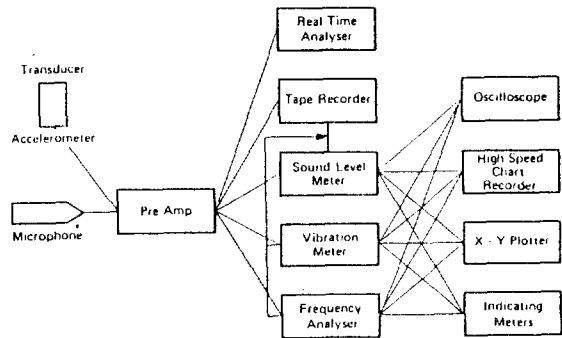 Real Time
Analyser
Transducer
Accelerometer
Microphone
Pre Amp
Tape Recorder
Sound Level
Meter
Vibration
Meter
Frequency
Analyser
Oscilloscope
High Speed
Chart
Recorder
X - Y Plotter
Indicating
Meters